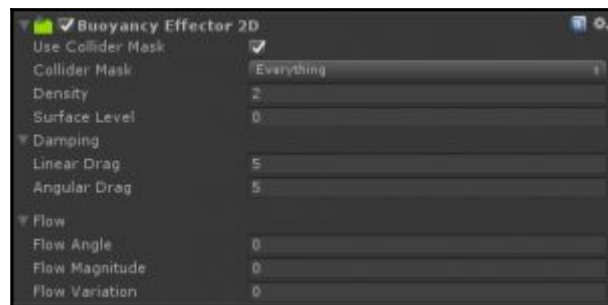 Buoyancy Effector 2D
Use Collider Mask
Collider Mask Everything
Density 2
Surface Level 0
Damping
Linear Drag 5
Angular Drag 5
Flow
Flow Angle 0
Flow Magnitude 0
Flow Variation 0